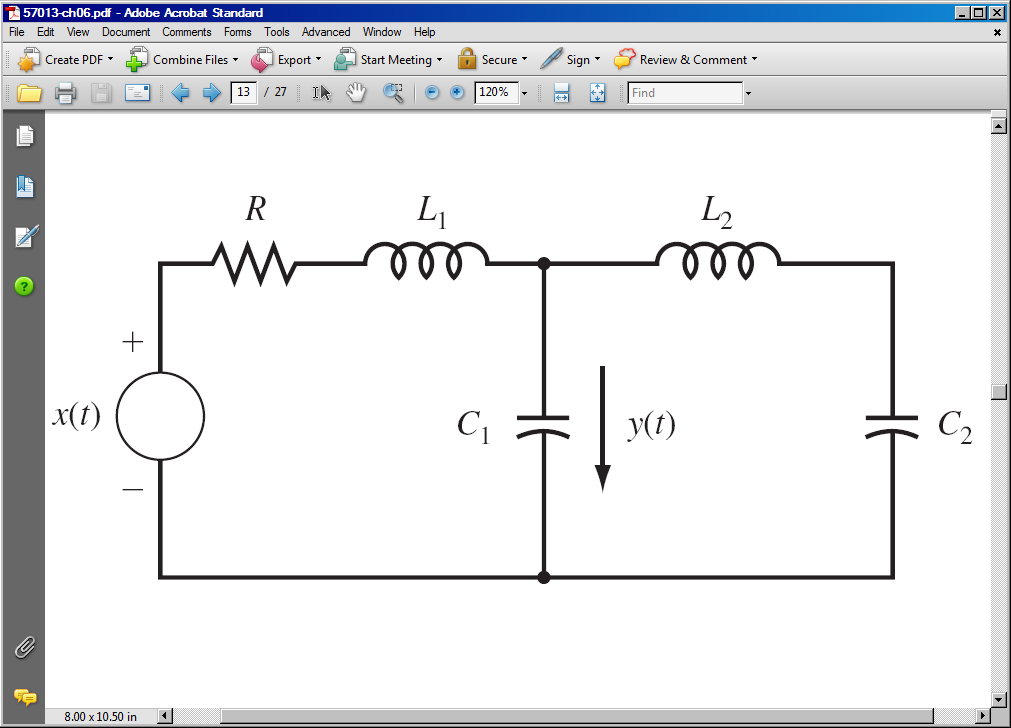 57013-ch06.pdf - Adobe Acrobat Standard
File Edit View Document Comments Forms Tools Advanced Window Help
Create PDF Combine Files Export Start Meeting Secure Sign Review & Comment
13 / 27 120% Find
R L1 L2
+
x(t) C1 y(t) C2
−
8.00 x 10.50 in